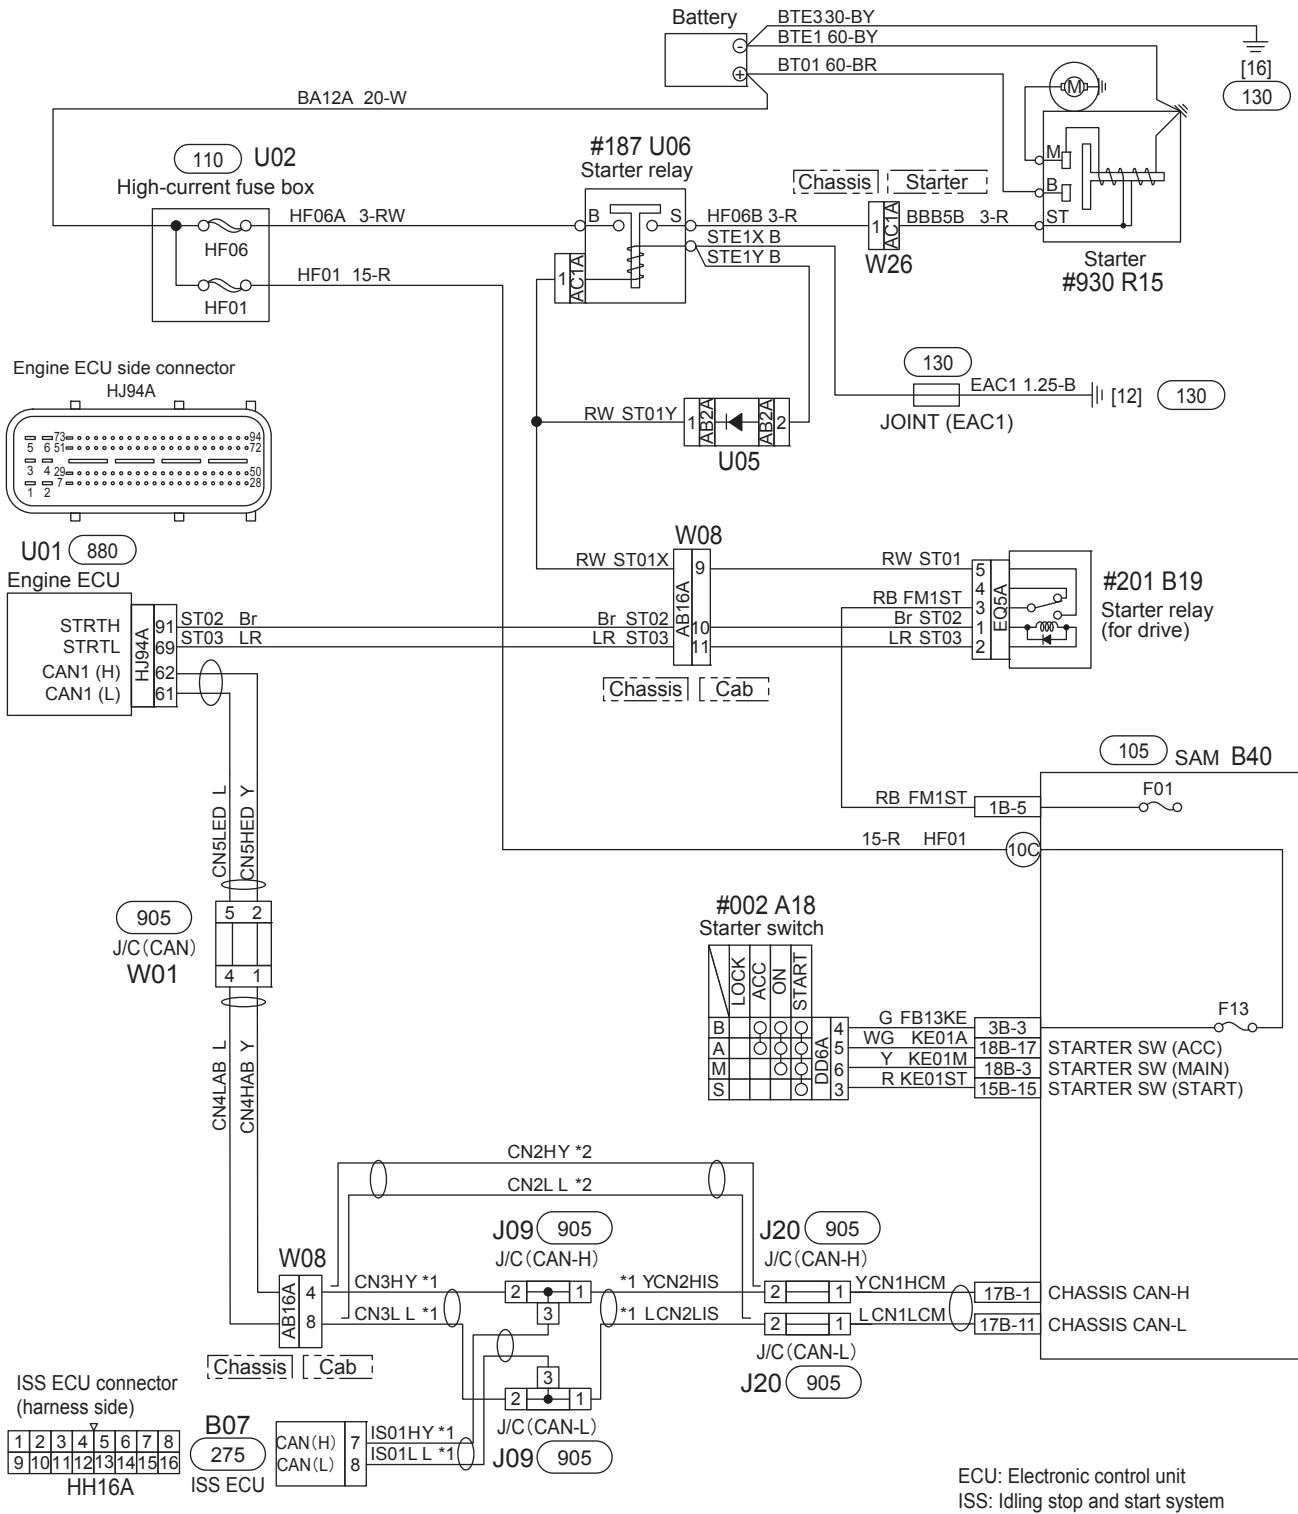 Battery
BTE330-BY
BTE1 60-BY
BT01 60-BR
[16]
130
BA12A 20-W
110 U02
High-current fuse box
HF06
HF01
HF06A 3-RW
HF01 15-R
#187 U06
Starter relay
B
S
1
AC1A
HF06B 3-R
STE1X B
STE1Y B
Chassis
Starter
1
AC1A
BBB5B 3-R
W26
M
M
B
ST
Starter
#930 R15
130
EAC1 1.25-B
[12]
130
JOINT (EAC1)
RW ST01Y
1
AB2A
AB2A
2
U05
Engine ECU side connector
HJ94A
5 6 73 51 94 72
3 4 29 50
1 2 7 28
U01 880
Engine ECU
STRTH
STRTL
CAN1 (H)
CAN1 (L)
HJ94A
91
69
62
61
ST02 Br
ST03 LR
W08
RW ST01X
AB16A
9
10
11
Br ST02
LR ST03
Chassis
Cab
RW ST01
RB FM1ST
Br ST02
LR ST03
5
4
3
1
2
EQ5A
#201 B19
Starter relay
(for drive)
105 SAM B40
F01
RB FM1ST
1B-5
15-R HF01
10C
CN5LED L
CN5HED Y
905
J/C(CAN)
W01
5 2
4 1
CN4LAB L
CN4HAB Y
#002 A18
Starter switch
LOCK
ACC
ON
START
B
A
M
S
DD6A
4
5
6
3
G FB13KE
WG KE01A
Y KE01M
R KE01ST
3B-3
18B-17
18B-3
15B-15
F13
STARTER SW (ACC)
STARTER SW (MAIN)
STARTER SW (START)
CN2HY *2
CN2L L *2
W08
AB16A
4
8
CN3HY *1
CN3L L *1
Chassis
Cab
J09 905
J/C(CAN-H)
2
1
3
*1 YCN2HIS
*1 LCN2LIS
3
2
1
J/C(CAN-L)
J09 905
J20 905
J/C(CAN-H)
2
1
2
1
J/C(CAN-L)
J20 905
YCN1HCM
LCN1LCM
17B-1
17B-11
CHASSIS CAN-H
CHASSIS CAN-L
ISS ECU connector
(harness side)
1 2 3 4 5 6 7 8
9 10 11 12 13 14 15 16
HH16A
B07
275
ISS ECU
CAN(H)
CAN(L)
7
8
IS01HY *1
IS01L L *1
ECU: Electronic control unit
ISS: Idling stop and start system